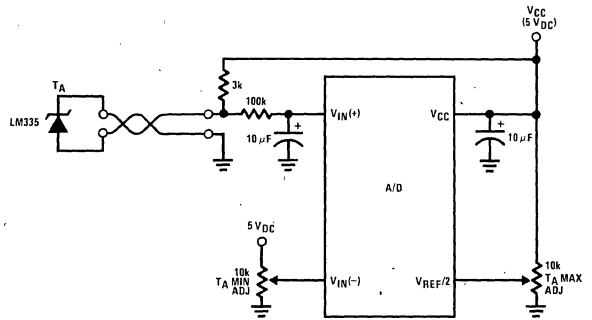 VCC
(5 VDC)
TA
LM335
3k
100k
VIN(+)
VCC
10 µF
+
+
10 µF
A/D
5 VDC
10k
TA MIN
ADJ
VIN(−)
VREF/2
10k
TA MAX
ADJ